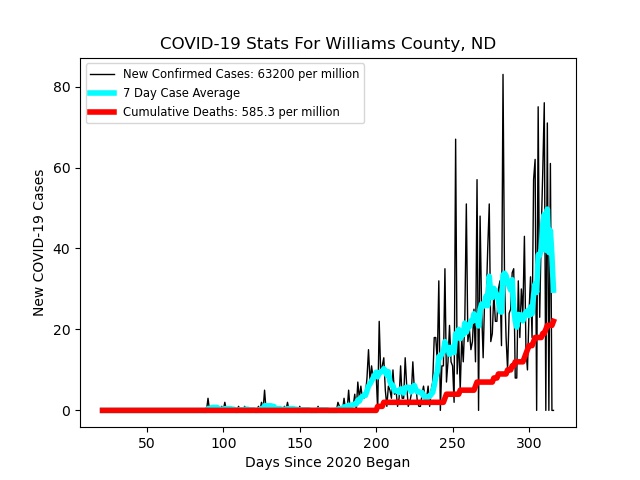 COVID-19 Stats For Williams County, ND
New Confirmed Cases: 63200 per million
7 Day Case Average
Cumulative Deaths: 585.3 per million
80
60
40
20
0
New COVID-19 Cases
50 100 150 200 250 300
Days Since 2020 Began